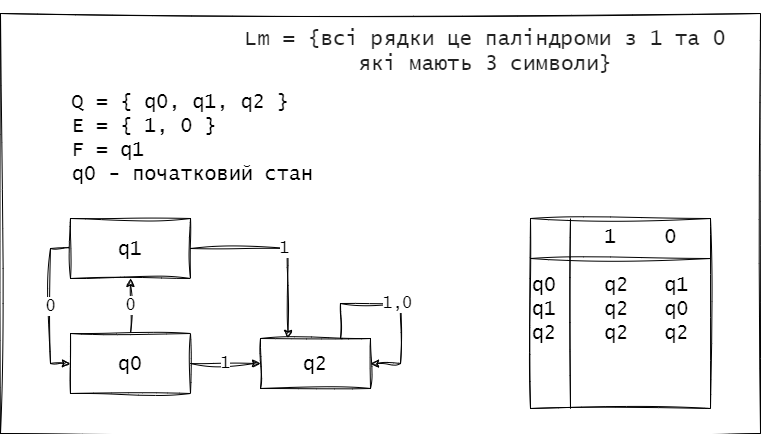 Lm = {всі рядки це паліндроми з 1 та 0
які мають 3 символи}
Q = { q0, q1, q2 }
E = { 1, 0 }
F = q1
q0 - початковий стан
q1
1
0
0
1,0
q0
1
q2
1 0
q0 q2 q1
q1 q2 q0
q2 q2 q2